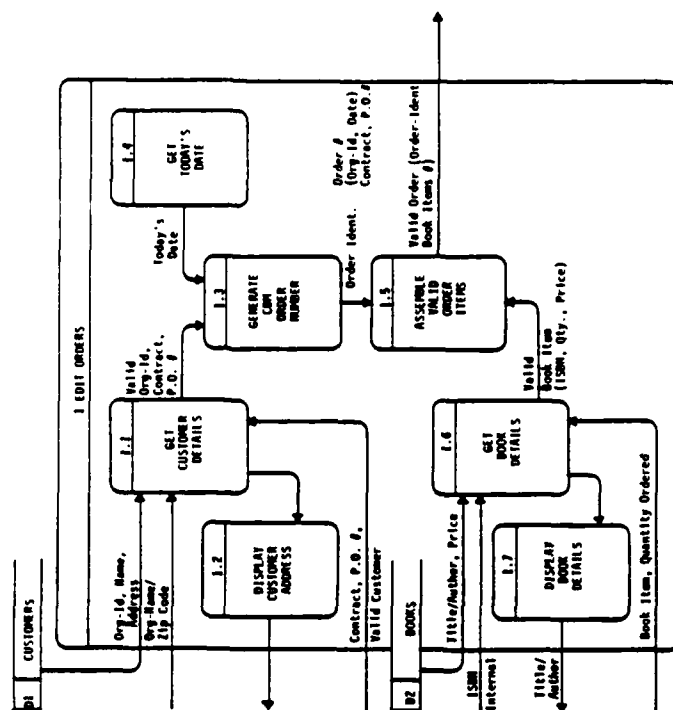 1 EDIT ORDERS
D1
CUSTOMERS
Org-Id, Name,
Address
Org-Name/
Zip Code
1.1
GET
CUSTOMER
DETAILS
Valid
Org-Id,
Contract,
P.O. #
1.2
DISPLAY
CUSTOMER
ADDRESS
Contract, P.O. #,
Valid Customer
1.4
GET
TODAY'S
DATE
Today's
Date
1.3
GENERATE
CBM
ORDER
NUMBER
Order Ident.
Order #
(Org-Id, Date)
Contract, P.O.#
1.5
ASSEMBLE
VALID
ORDER
ITEMS
Valid Order (Order-Ident
Book Items #)
D2
BOOKS
Title/Author, Price
ISBN
Internal
1.6
GET
BOOK
DETAILS
Valid
Book Item
(ISBN, Qty., Price)
1.7
DISPLAY
BOOK
DETAILS
Title/
Author
Book Item, Quantity Ordered